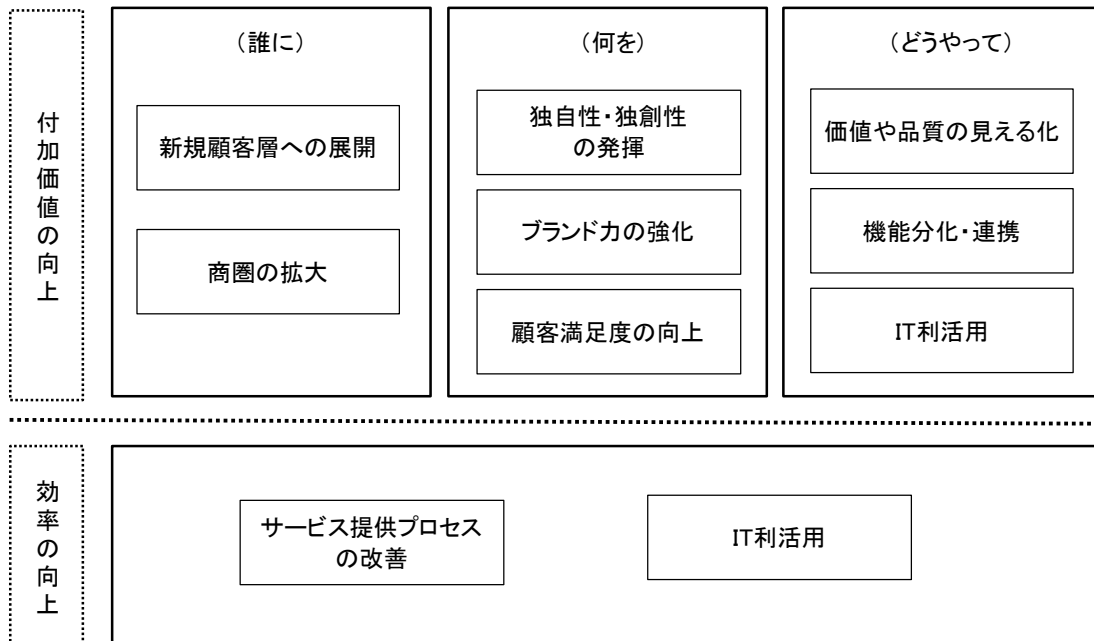 付加価値の向上
(誰に)
新規顧客層への展開
商圏の拡大
(何を)
独自性・独創性
の発揮
ブランド力の強化
顧客満足度の向上
(どうやって)
価値や品質の見える化
機能分化・連携
IT利活用
効率の向上
サービス提供プロセス
の改善
IT利活用